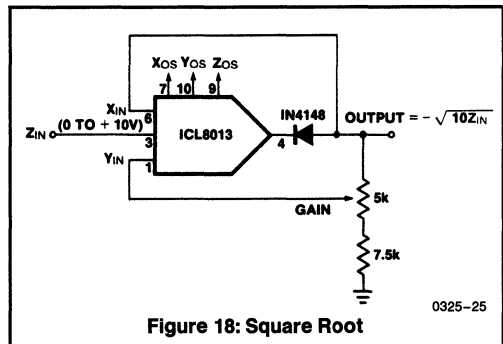 XOS YOS ZOS
7 10 9
XIN
6
(0 TO + 10V)
ZIN
3
ICL8013
4
IN4148
OUTPUT = - √10ZIN
YIN
1
GAIN
5k
7.5k
0325-25
Figure 18: Square Root